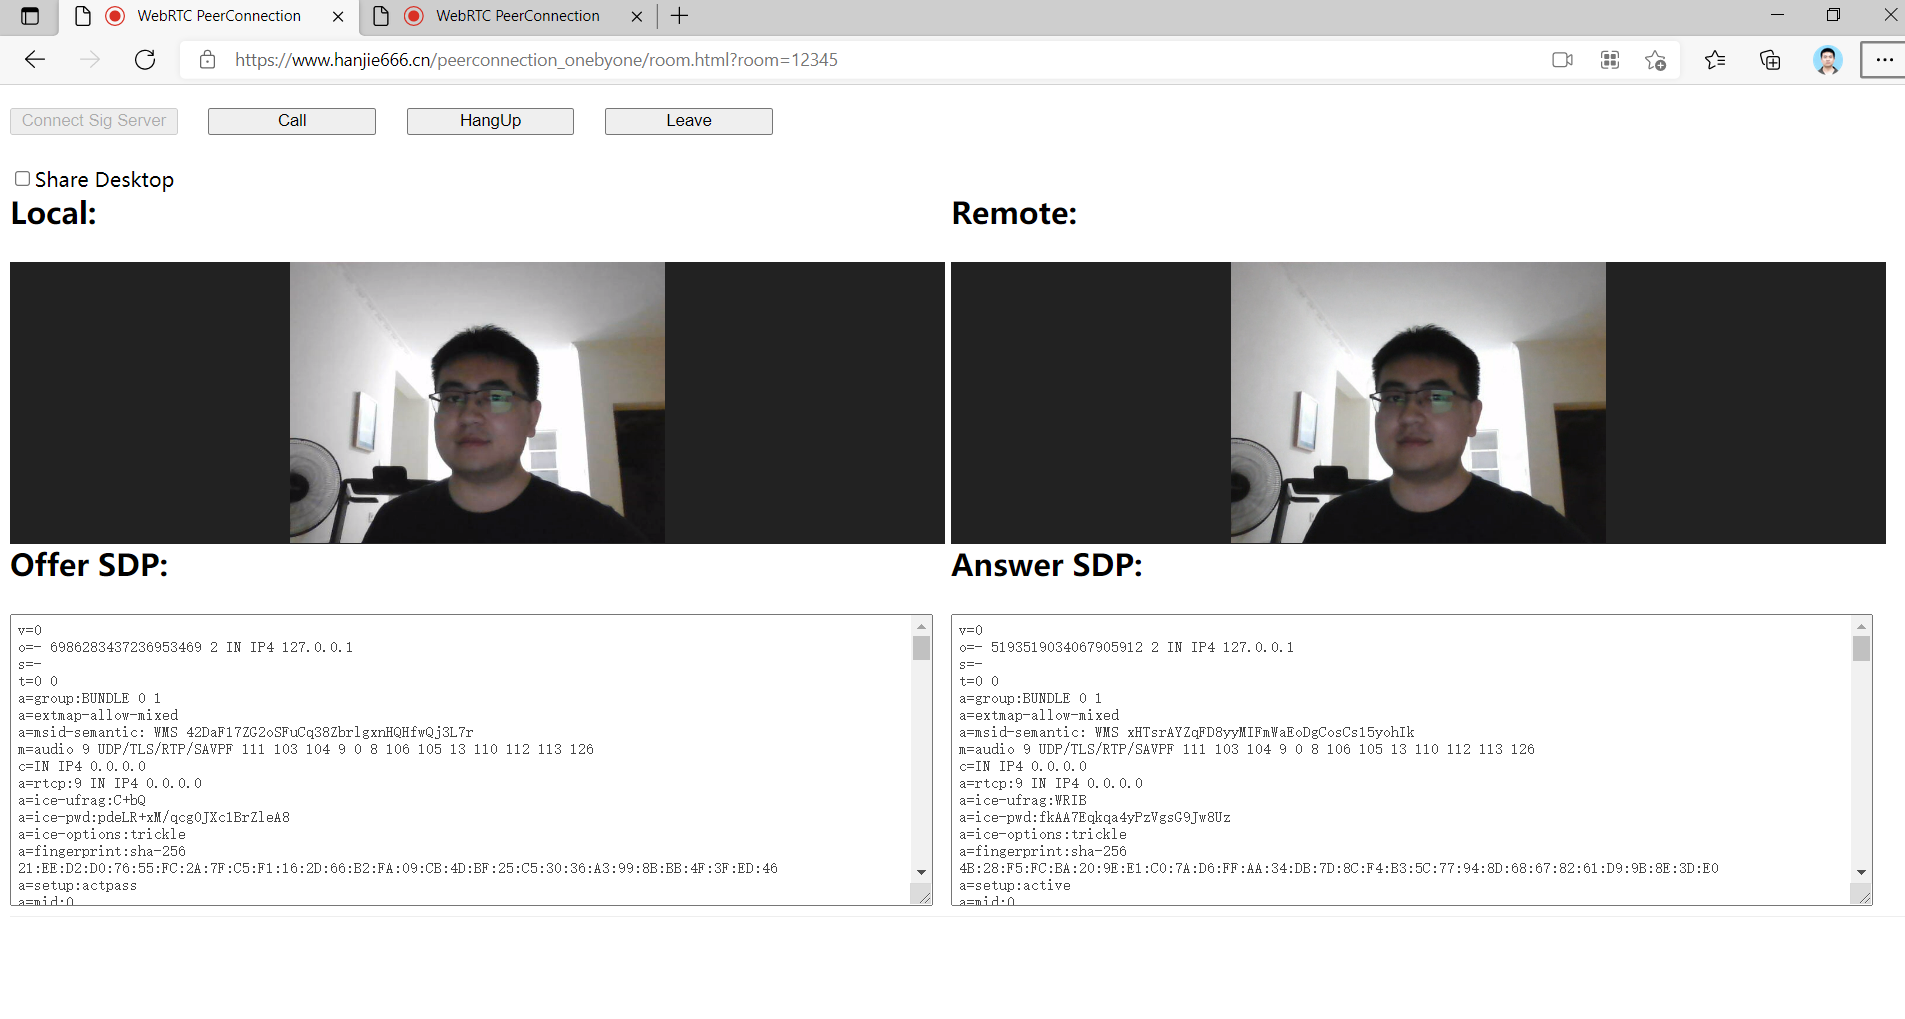 WebRTC PeerConnection
WebRTC PeerConnection
https://www.hanjie666.cn/peerconnection_onebyone/room.html?room=12345
Connect Sig Server
Call
HangUp
Leave
Share Desktop
Local:
Remote:
Offer SDP:
v=0
o=- 6986283437236953469 2 IN IP4 127.0.0.1
s=-
t=0 0
a=group:BUNDLE 0 1
a=extmap-allow-mixed
a=msid-semantic: WMS 42DaF17ZG2oSFuCq38ZbrlgxnHQHfwQj3L7r
m=audio 9 UDP/TLS/RTP/SAVPF 111 103 104 9 0 8 106 105 13 110 112 113 126
c=IN IP4 0.0.0.0
a=rtcp:9 IN IP4 0.0.0.0
a=ice-ufrag:C+bQ
a=ice-pwd:pdeLR+xM/qcg0JXc1BrZleA8
a=ice-options:trickle
a=fingerprint:sha-256
21:EE:D2:D0:76:55:FC:2A:7F:C5:F1:16:2D:66:B2:FA:09:CB:4D:BF:25:C5:30:36:A3:99:8B:BB:4F:3F:ED:46
a=setup:actpass
a=mid:0
Answer SDP:
v=0
o=- 5193519034067905912 2 IN IP4 127.0.0.1
s=-
t=0 0
a=group:BUNDLE 0 1
a=extmap-allow-mixed
a=msid-semantic: WMS xHTsrAYZqFD8yyMIFmWaEoDgCosCs15yohIk
m=audio 9 UDP/TLS/RTP/SAVPF 111 103 104 9 0 8 106 105 13 110 112 113 126
c=IN IP4 0.0.0.0
a=rtcp:9 IN IP4 0.0.0.0
a=ice-ufrag:WRIB
a=ice-pwd:fkAA7Eqkqa4yPzVgsG9Jw8Uz
a=ice-options:trickle
a=fingerprint:sha-256
4B:28:F5:FC:BA:20:9E:E1:C0:7A:D6:FF:AA:34:DB:7D:8C:F4:B3:5C:77:94:8D:68:67:82:61:D9:9B:8E:3D:E0
a=setup:active
a=mid:0